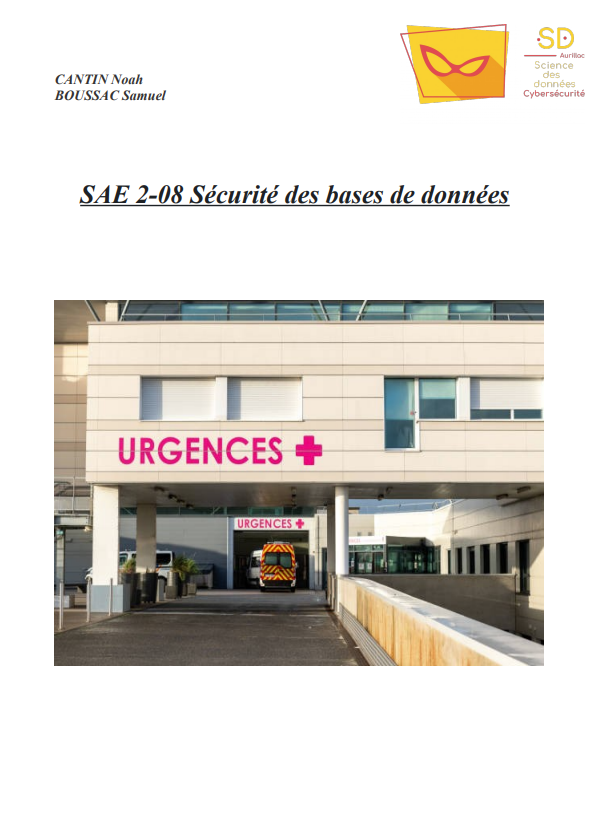 CANTIN Noah
BOUSSAC Samuel
SD
Aurillac
Science
des
données
Cybersécurité
SAE 2-08 Sécurité des bases de données
URGENCES
URGENCES